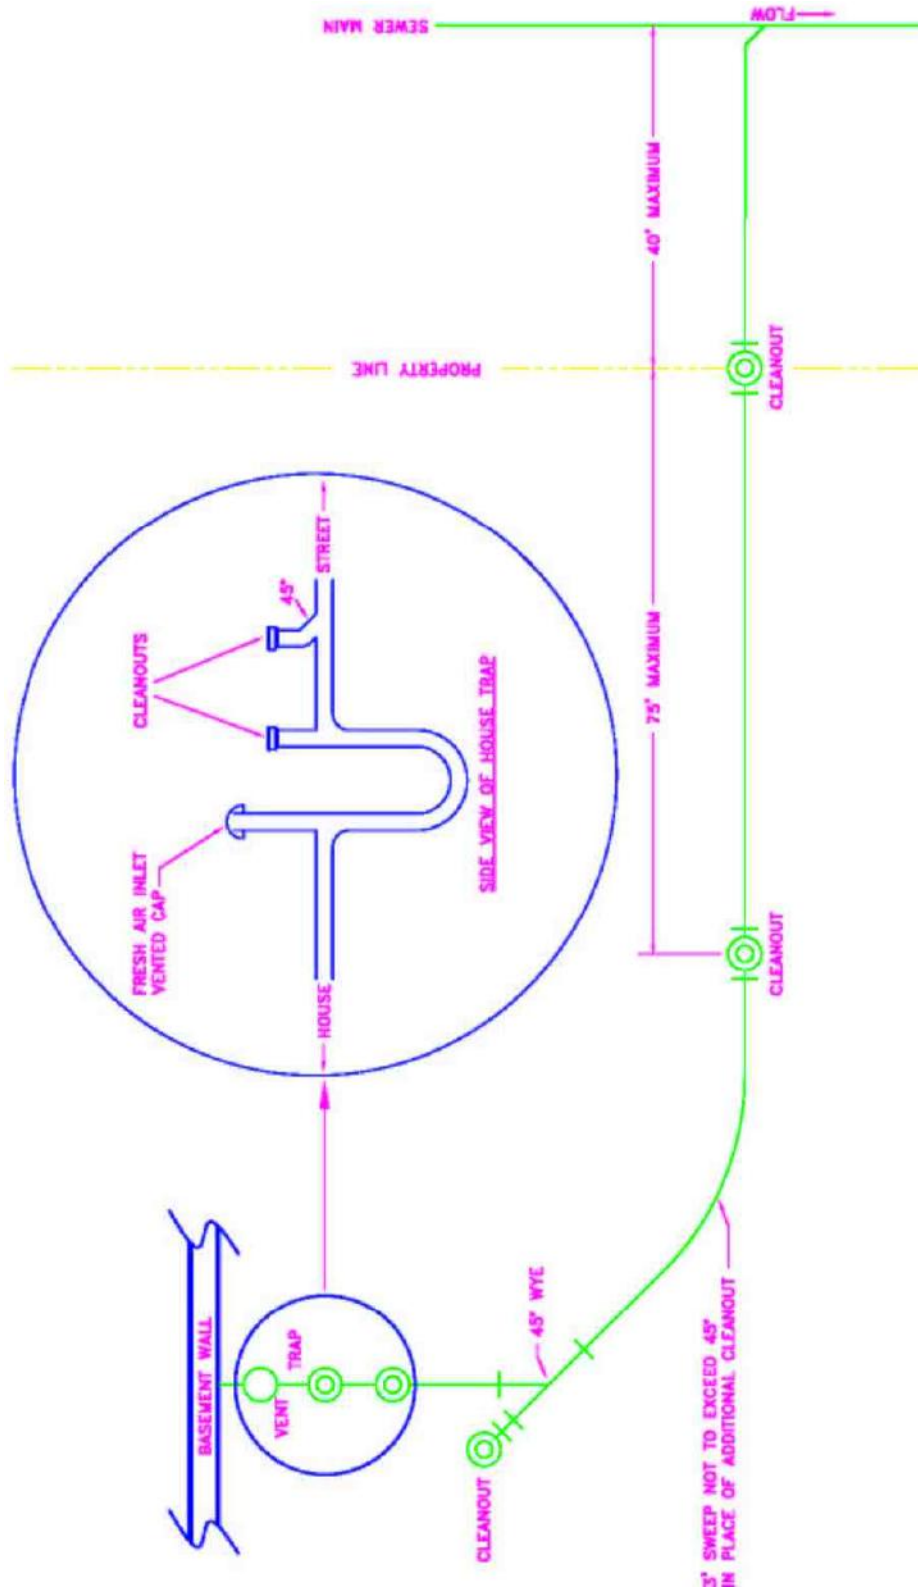 BASEMENT WALL
VENT
TRAP
CLEANOUT
45° WYE
3' SWEEP NOT TO EXCEED 45°
IN PLACE OF ADDITIONAL CLEANOUT
FRESH AIR INLET
VENTED CAP
CLEANOUTS
45°
HOUSE
STREET
SIDE VIEW OF HOUSE TRAP
75' MAXIMUM
40' MAXIMUM
CLEANOUT
CLEANOUT
PROPERTY LINE
SEWER MAIN
FLOW